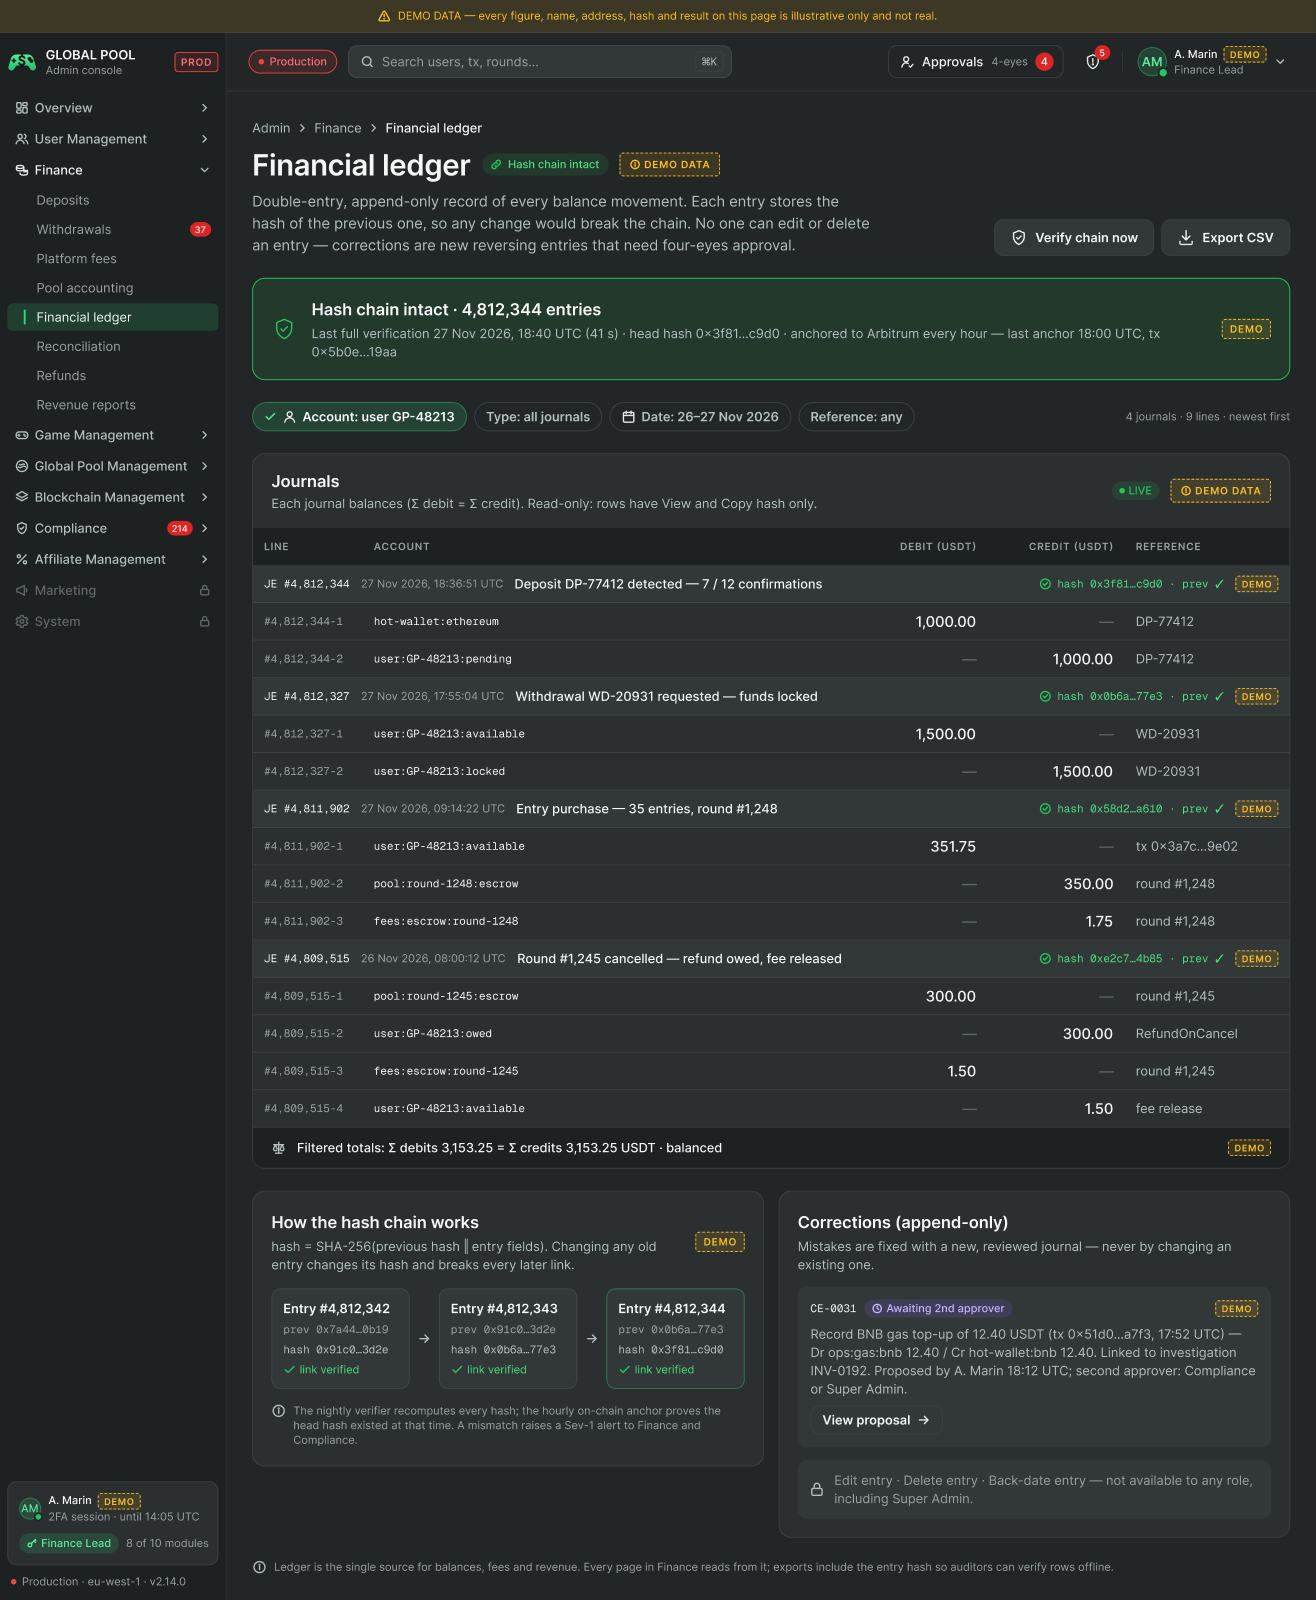 DEMO DATA — every figure, name, address, hash and result on this page is illustrative only and not real.
GLOBAL POOL
Admin console
PROD
Production
Search users, tx, rounds...
⌘K
Approvals 4-eyes 4
5
AM
A. Marin DEMO
Finance Lead
Overview
User Management
Finance
Deposits
Withdrawals 37
Platform fees
Pool accounting
Financial ledger
Reconciliation
Refunds
Revenue reports
Game Management
Global Pool Management
Blockchain Management
Compliance 214
Affiliate Management
Marketing
System
AM
A. Marin DEMO
2FA session · until 14:05 UTC
Finance Lead 8 of 10 modules
Production · eu-west-1 · v2.14.0
Admin > Finance > Financial ledger
Financial ledger Hash chain intact DEMO DATA
Double-entry, append-only record of every balance movement. Each entry stores the
hash of the previous one, so any change would break the chain. No one can edit or delete
an entry — corrections are new reversing entries that need four-eyes approval.
Verify chain now Export CSV
Hash chain intact · 4,812,344 entries
Last full verification 27 Nov 2026, 18:40 UTC (41 s) · head hash 0×3f81…c9d0 · anchored to Arbitrum every hour — last anchor 18:00 UTC, tx
0×5b0e…19aa
DEMO
Account: user GP-48213 Type: all journals Date: 26–27 Nov 2026 Reference: any
4 journals · 9 lines · newest first
Journals
Each journal balances (Σ debit = Σ credit). Read-only: rows have View and Copy hash only.
LIVE DEMO DATA
LINE ACCOUNT DEBIT (USDT) CREDIT (USDT) REFERENCE
JE #4,812,344 27 Nov 2026, 18:36:51 UTC Deposit DP-77412 detected — 7 / 12 confirmations hash 0x3f81…c9d0 · prev ✓ DEMO
#4,812,344-1 hot-wallet:ethereum 1,000.00 — DP-77412
#4,812,344-2 user:GP-48213:pending — 1,000.00 DP-77412
JE #4,812,327 27 Nov 2026, 17:55:04 UTC Withdrawal WD-20931 requested — funds locked hash 0x0b6a…77e3 · prev ✓ DEMO
#4,812,327-1 user:GP-48213:available 1,500.00 — WD-20931
#4,812,327-2 user:GP-48213:locked — 1,500.00 WD-20931
JE #4,811,902 27 Nov 2026, 09:14:22 UTC Entry purchase — 35 entries, round #1,248 hash 0x58d2…a610 · prev ✓ DEMO
#4,811,902-1 user:GP-48213:available 351.75 — tx 0×3a7c…9e02
#4,811,902-2 pool:round-1248:escrow — 350.00 round #1,248
#4,811,902-3 fees:escrow:round-1248 — 1.75 round #1,248
JE #4,809,515 26 Nov 2026, 08:00:12 UTC Round #1,245 cancelled — refund owed, fee released hash 0xe2c7…4b85 · prev ✓ DEMO
#4,809,515-1 pool:round-1245:escrow 300.00 — round #1,245
#4,809,515-2 user:GP-48213:owed — 300.00 RefundOnCancel
#4,809,515-3 fees:escrow:round-1245 1.50 — round #1,245
#4,809,515-4 user:GP-48213:available — 1.50 fee release
Filtered totals: Σ debits 3,153.25 = Σ credits 3,153.25 USDT · balanced DEMO
How the hash chain works
hash = SHA-256(previous hash ‖ entry fields). Changing any old
entry changes its hash and breaks every later link.
DEMO
Entry #4,812,342
prev 0x7a44…0b19
hash 0x91c0…3d2e
link verified
→
Entry #4,812,343
prev 0x91c0…3d2e
hash 0x0b6a…77e3
link verified
→
Entry #4,812,344
prev 0x0b6a…77e3
hash 0x3f81…c9d0
link verified
The nightly verifier recomputes every hash; the hourly on-chain anchor proves the
head hash existed at that time. A mismatch raises a Sev-1 alert to Finance and
Compliance.
Corrections (append-only)
Mistakes are fixed with a new, reviewed journal — never by changing an
existing one.
CE-0031 Awaiting 2nd approver DEMO
Record BNB gas top-up of 12.40 USDT (tx 0×51d0…a7f3, 17:52 UTC) —
Dr ops:gas:bnb 12.40 / Cr hot-wallet:bnb 12.40. Linked to investigation
INV-0192. Proposed by A. Marin 18:12 UTC; second approver: Compliance
or Super Admin.
View proposal →
Edit entry · Delete entry · Back-date entry — not available to any role,
including Super Admin.
Ledger is the single source for balances, fees and revenue. Every page in Finance reads from it; exports include the entry hash so auditors can verify rows offline.